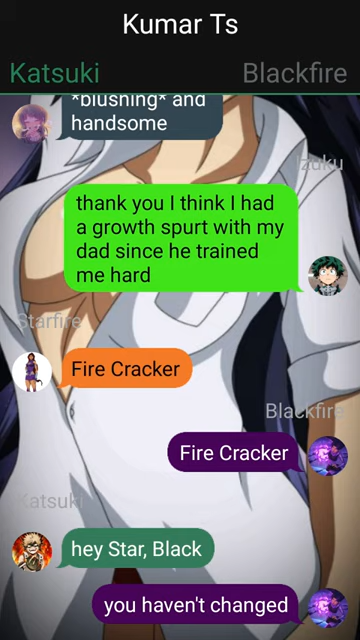 Kumar Ts
Katsuki
Blackfire
*blushing* and
handsome
Izuku
thank you I think I had
a growth spurt with my
dad since he trained
me hard
Starfire
Fire Cracker
Blackfire
Fire Cracker
Katsuki
hey Star, Black
you haven't changed